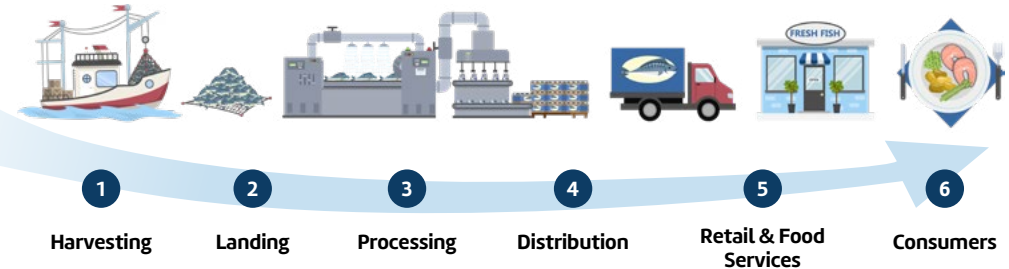 FRESH FISH
1
2
3
4
5
6
Harvesting
Landing
Processing
Distribution
Retail & Food
Services
Consumers